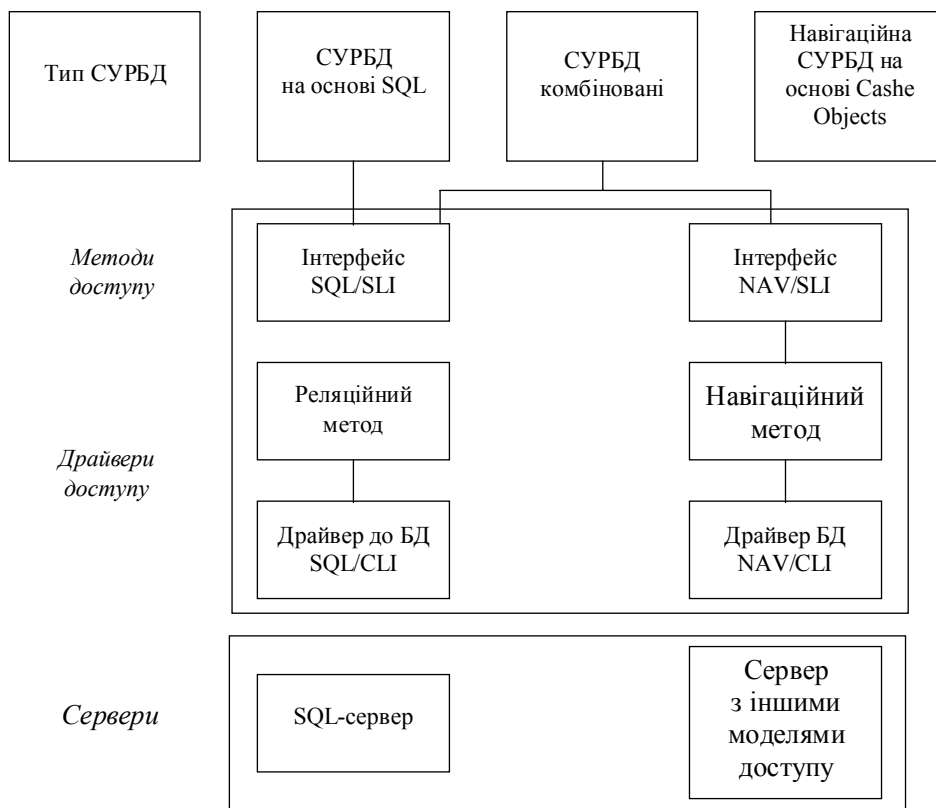 Тип СУРБД
СУРБД
на основі SQL
СУРБД
комбіновані
Навігаційна
СУРБД на
основі Cashe
Objects
Методи
доступу
Інтерфейс
SQL/SLI
Інтерфейс
NAV/SLI
Реляційний
метод
Навігаційний
метод
Драйвери
доступу
Драйвер до БД
SQL/CLI
Драйвер БД
NAV/CLI
Сервери
SQL-сервер
Сервер
з іншими
моделями
доступу